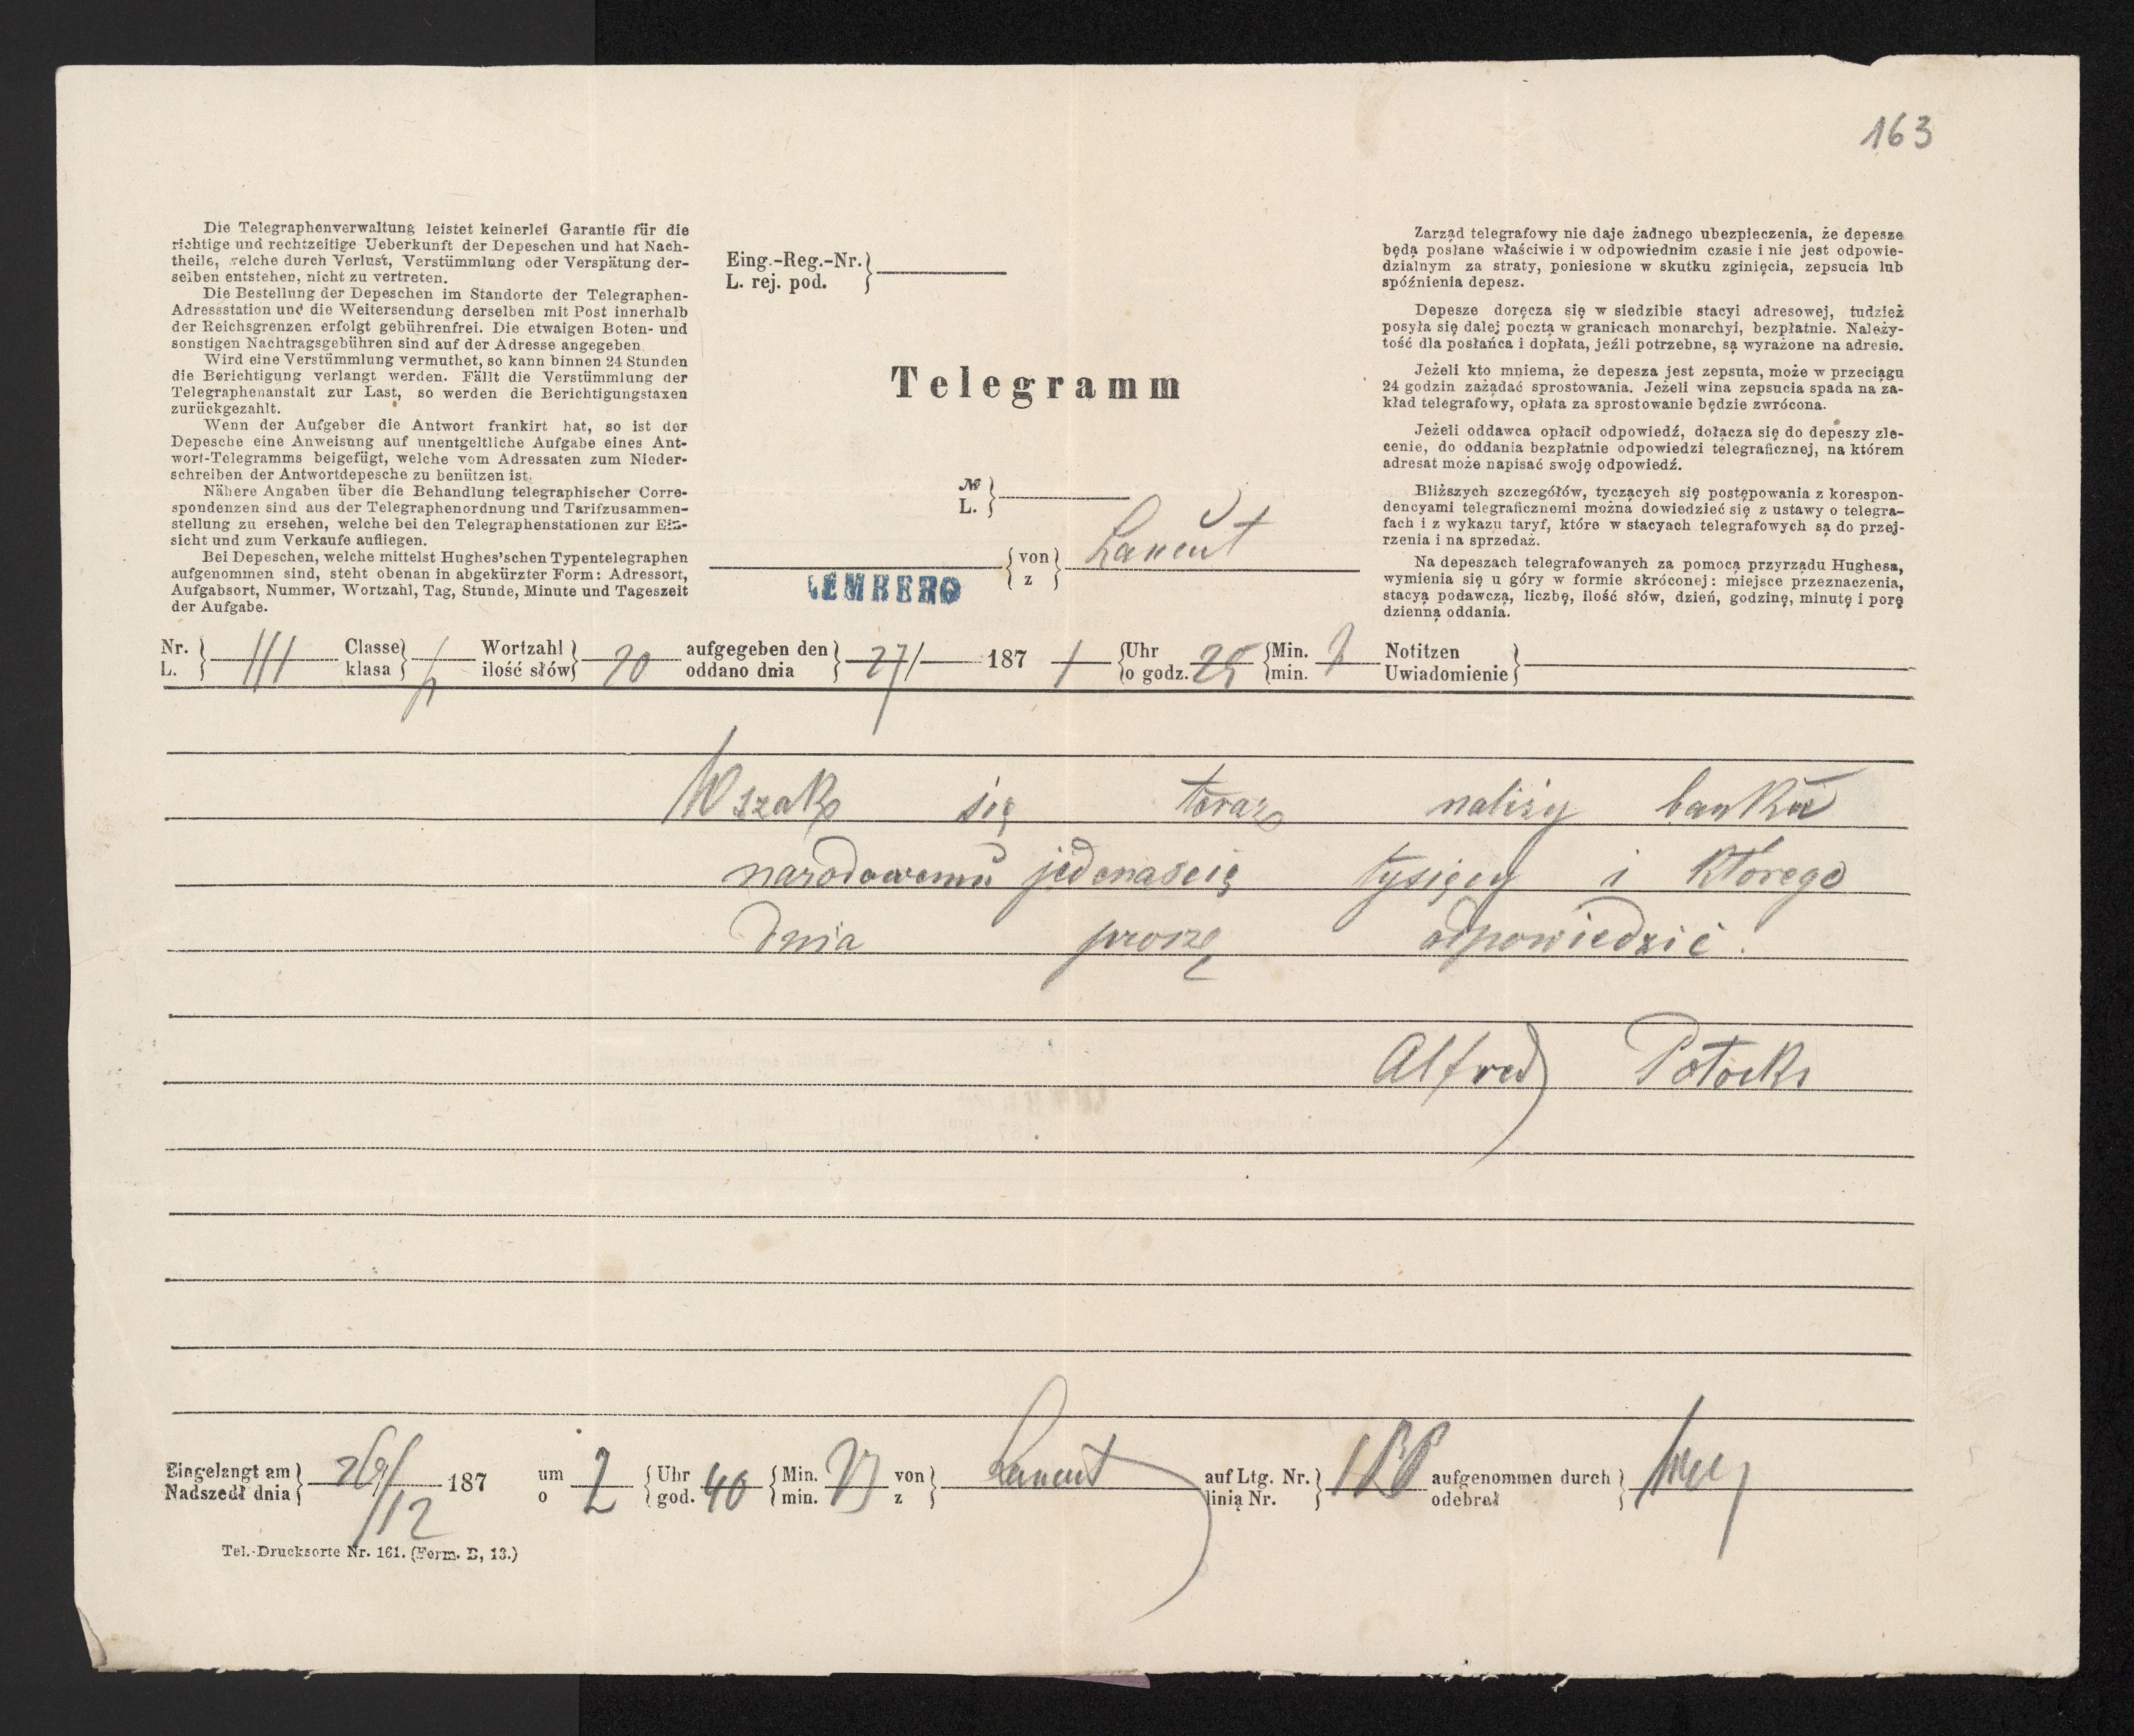 163
Die Telegraphenverwaltung leistet keinerlei Garantie für die
richtige und rechtzeitige Ueberkunft der Depeschen und hat Nach-
theile, welche durch Verlust, Verstümmlung oder Verspätung der-
selben entstehen, nicht zu vertreten.
Die Bestellung der Depeschen im Standorte der Telegraphen-
Adressstation und die Weitersendung derselben mit Post innerhalb
der Reichsgrenzen erfolgt gebührenfrei. Die etwaigen Boten- und
sonstigen Nachtragsgebühren sind auf der Adresse angegeben
Wird eine Verstümmlung vermuthet, so kann binnen 24 Stunden
die Berichtigung verlangt werden. Fällt die Verstümmlung der
Telegraphenanstalt zur Last, so werden die Berichtigungstaxen
zurückgezahlt.
Wenn der Aufgeber die Antwort frankirt hat, so ist der
Depesche eine Anweisung auf unentgeltliche Aufgabe eines Ant-
wort-Telegramms beigefügt, welche vom Adressaten zum Nieder-
schreiben der Antwortdepesche zu benützen ist.
Nähere Angaben über die Behandlung telegraphischer Corre-
spondenzen sind aus der Telegraphenordnung und Tarifzusammen-
stellung zu ersehen, welche bei den Telegraphenstationen zur Ein-
sicht und zum Verkaufe aufliegen.
Bei Depeschen, welche mittelst Hughes'schen Typentelegraphen
aufgenommen sind, steht obenan in abgekürzter Form: Adressort,
Aufgabsort, Nummer, Wortzahl, Tag, Stunde, Minute und Tageszeit
der Aufgabe.
Eing.-Reg.-Nr.
L. rej. pod.
Telegramm
№
L.
von Lancut
z
LEMBERG
Zarząd telegrafowy nie daje żadnego ubezpieczenia, że depesze
będą posłane właściwie i w odpowiednim czasie i nie jest odpowie-
dzialnym za straty, poniesione w skutku zginięcia, zepsucia lub
spóźnienia depesz.
Depesze doręcza się w siedzibie stacyi adresowej, tudzież
posyła się dalej pocztą w granicach monarchyi, bezpłatnie. Należy-
tość dla posłańca i dopłata, jeźli potrzebne, są wyrażone na adresie.
Jeżeli kto mniema, że depesza jest zepsuta, może w przeciągu
24 godzin zażądać sprostowania. Jeżeli wina zepsucia spada na za-
kład telegrafowy, opłata za sprostowanie będzie zwrócona.
Jeżeli oddawca opłacił odpowiedź, dołącza się do depeszy zle-
cenie, do oddania bezpłatnie odpowiedzi telegraficznej, na którem
adresat może napisać swoję odpowiedź.
Bliższych szczegółów, tyczących się postępowania z korespon-
dencyami telegraficznemi można dowiedzieć się z ustawy o telegra-
fach i z wykazu taryf, które w stacyach telegrafowych są do przej-
rzenia i na sprzedaż.
Na depeszach telegrafowanych za pomocą przyrządu Hughesa,
wymienia się u góry w formie skróconej: miejsce przeznaczenia,
stacyą podawczą, liczbę, ilość słów, dzień, godzinę, minutę i porę
dzienną oddania.
Nr. Classe Wortzahl 20 aufgegeben den 27/ 187 Uhr 25 Min. Notitzen
L. klasa ilość słów oddano dnia o godz. min. Uwiadomienie
Wszak się teraz należy banku
narodowemu jedenascię tysięcy i którego
dnia proszę odpowiedzić.
Alfred Potocki
Eingelangt am 187 um 2 Uhr 40 Min. von Lancut auf Ltg. Nr. aufgenommen durch
Nadszedł dnia /12 o god. min. z linią Nr. odebrał
Tel.-Drucksorte Nr. 161. (Form. B, 13.)